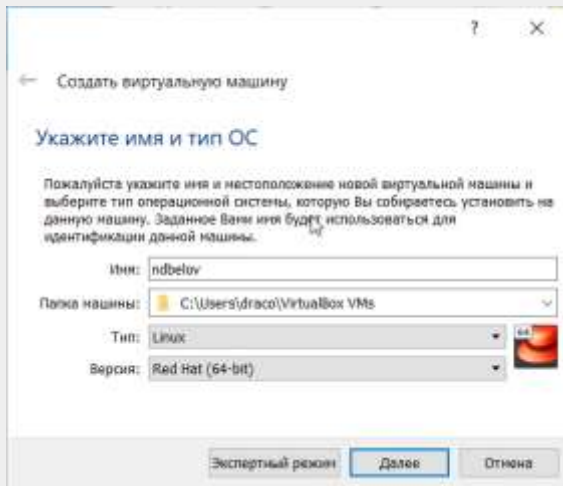 ?
Создать виртуальную машину
Укажите имя и тип ОС
Пожалуйста укажите имя и местоположение новой виртуальной машины и
выберите тип операционной системы, которую Вы собираетесь установить на
данную машину. Заданное Вами имя будет использоваться для
идентификации данной машины.
Имя: ndbelov
Папка машины: C:\Users\draco\VirtualBox VMs
Тип: Linux
64
Версия: Red Hat (64-bit)
Экспертный режим Далее Отмена